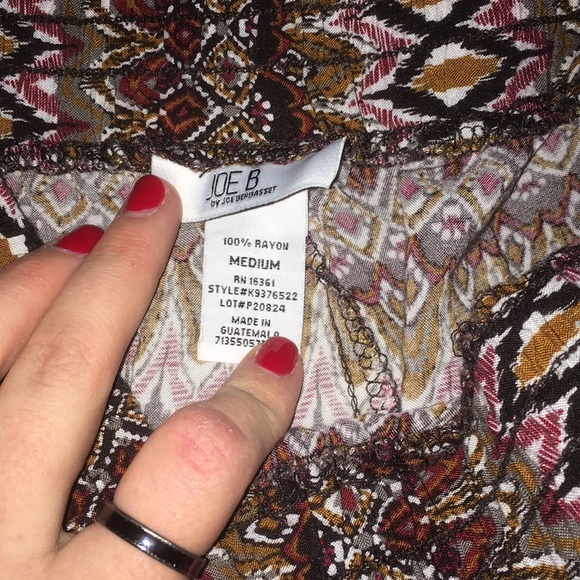 JOE B
BY JOE BENBASSET
100% RAYON
MEDIUM
RN 16361
STYLE#K9376522
LOT#P20824
MADE IN
GUATEMALA